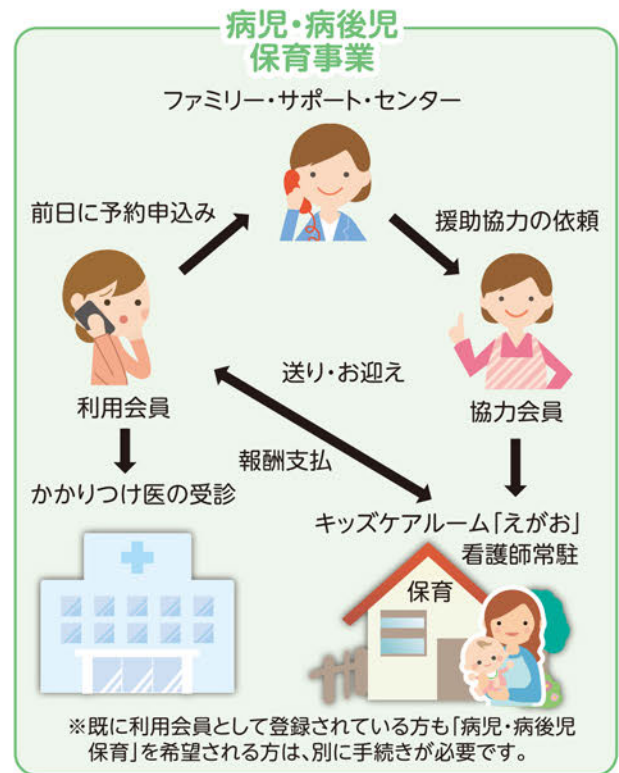 病児・病後児
保育事業
ファミリー・サポート・センター
前日に予約申込み
援助協力の依頼
送り・お迎え
利用会員
協力会員
報酬支払
かかりつけ医の受診
キッズケアルーム「えがお」
看護師常駐
保育
※既に利用会員として登録されている方も「病児・病後児
保育」を希望される方は、別に手続きが必要です。